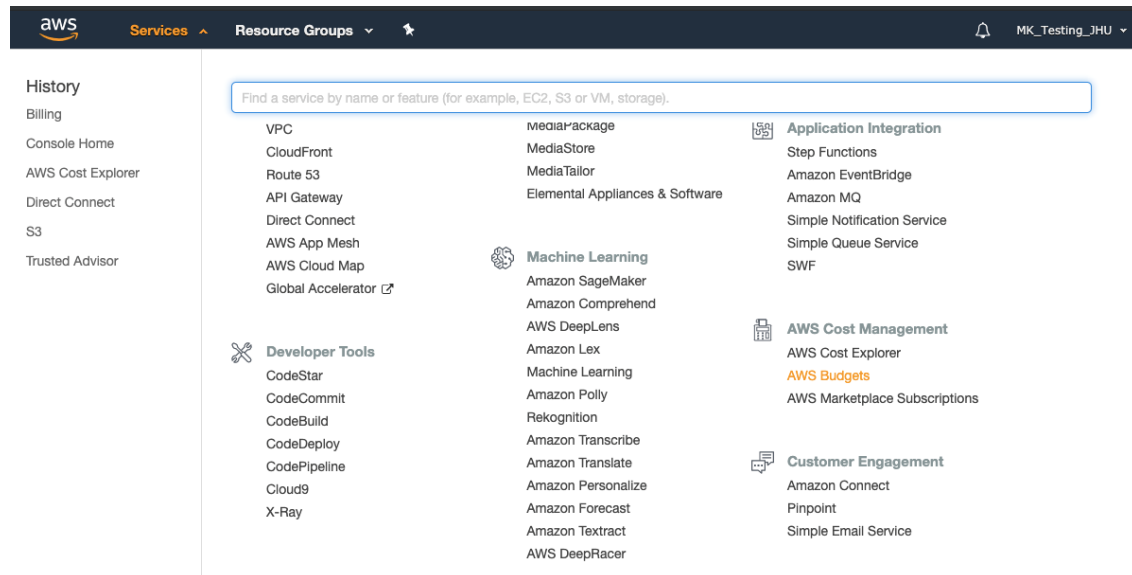 aws
Services
Resource Groups
MK_Testing_JHU
History
Billing
Console Home
AWS Cost Explorer
Direct Connect
S3
Trusted Advisor
Find a service by name or feature (for example, EC2, S3 or VM, storage).
VPC
CloudFront
Route 53
API Gateway
Direct Connect
AWS App Mesh
AWS Cloud Map
Global Accelerator
Developer Tools
CodeStar
CodeCommit
CodeBuild
CodeDeploy
CodePipeline
Cloud9
X-Ray
MediaPackage
MediaStore
MediaTailor
Elemental Appliances & Software
Machine Learning
Amazon SageMaker
Amazon Comprehend
AWS DeepLens
Amazon Lex
Machine Learning
Amazon Polly
Rekognition
Amazon Transcribe
Amazon Translate
Amazon Personalize
Amazon Forecast
Amazon Textract
AWS DeepRacer
Application Integration
Step Functions
Amazon EventBridge
Amazon MQ
Simple Notification Service
Simple Queue Service
SWF
AWS Cost Management
AWS Cost Explorer
AWS Budgets
AWS Marketplace Subscriptions
Customer Engagement
Amazon Connect
Pinpoint
Simple Email Service